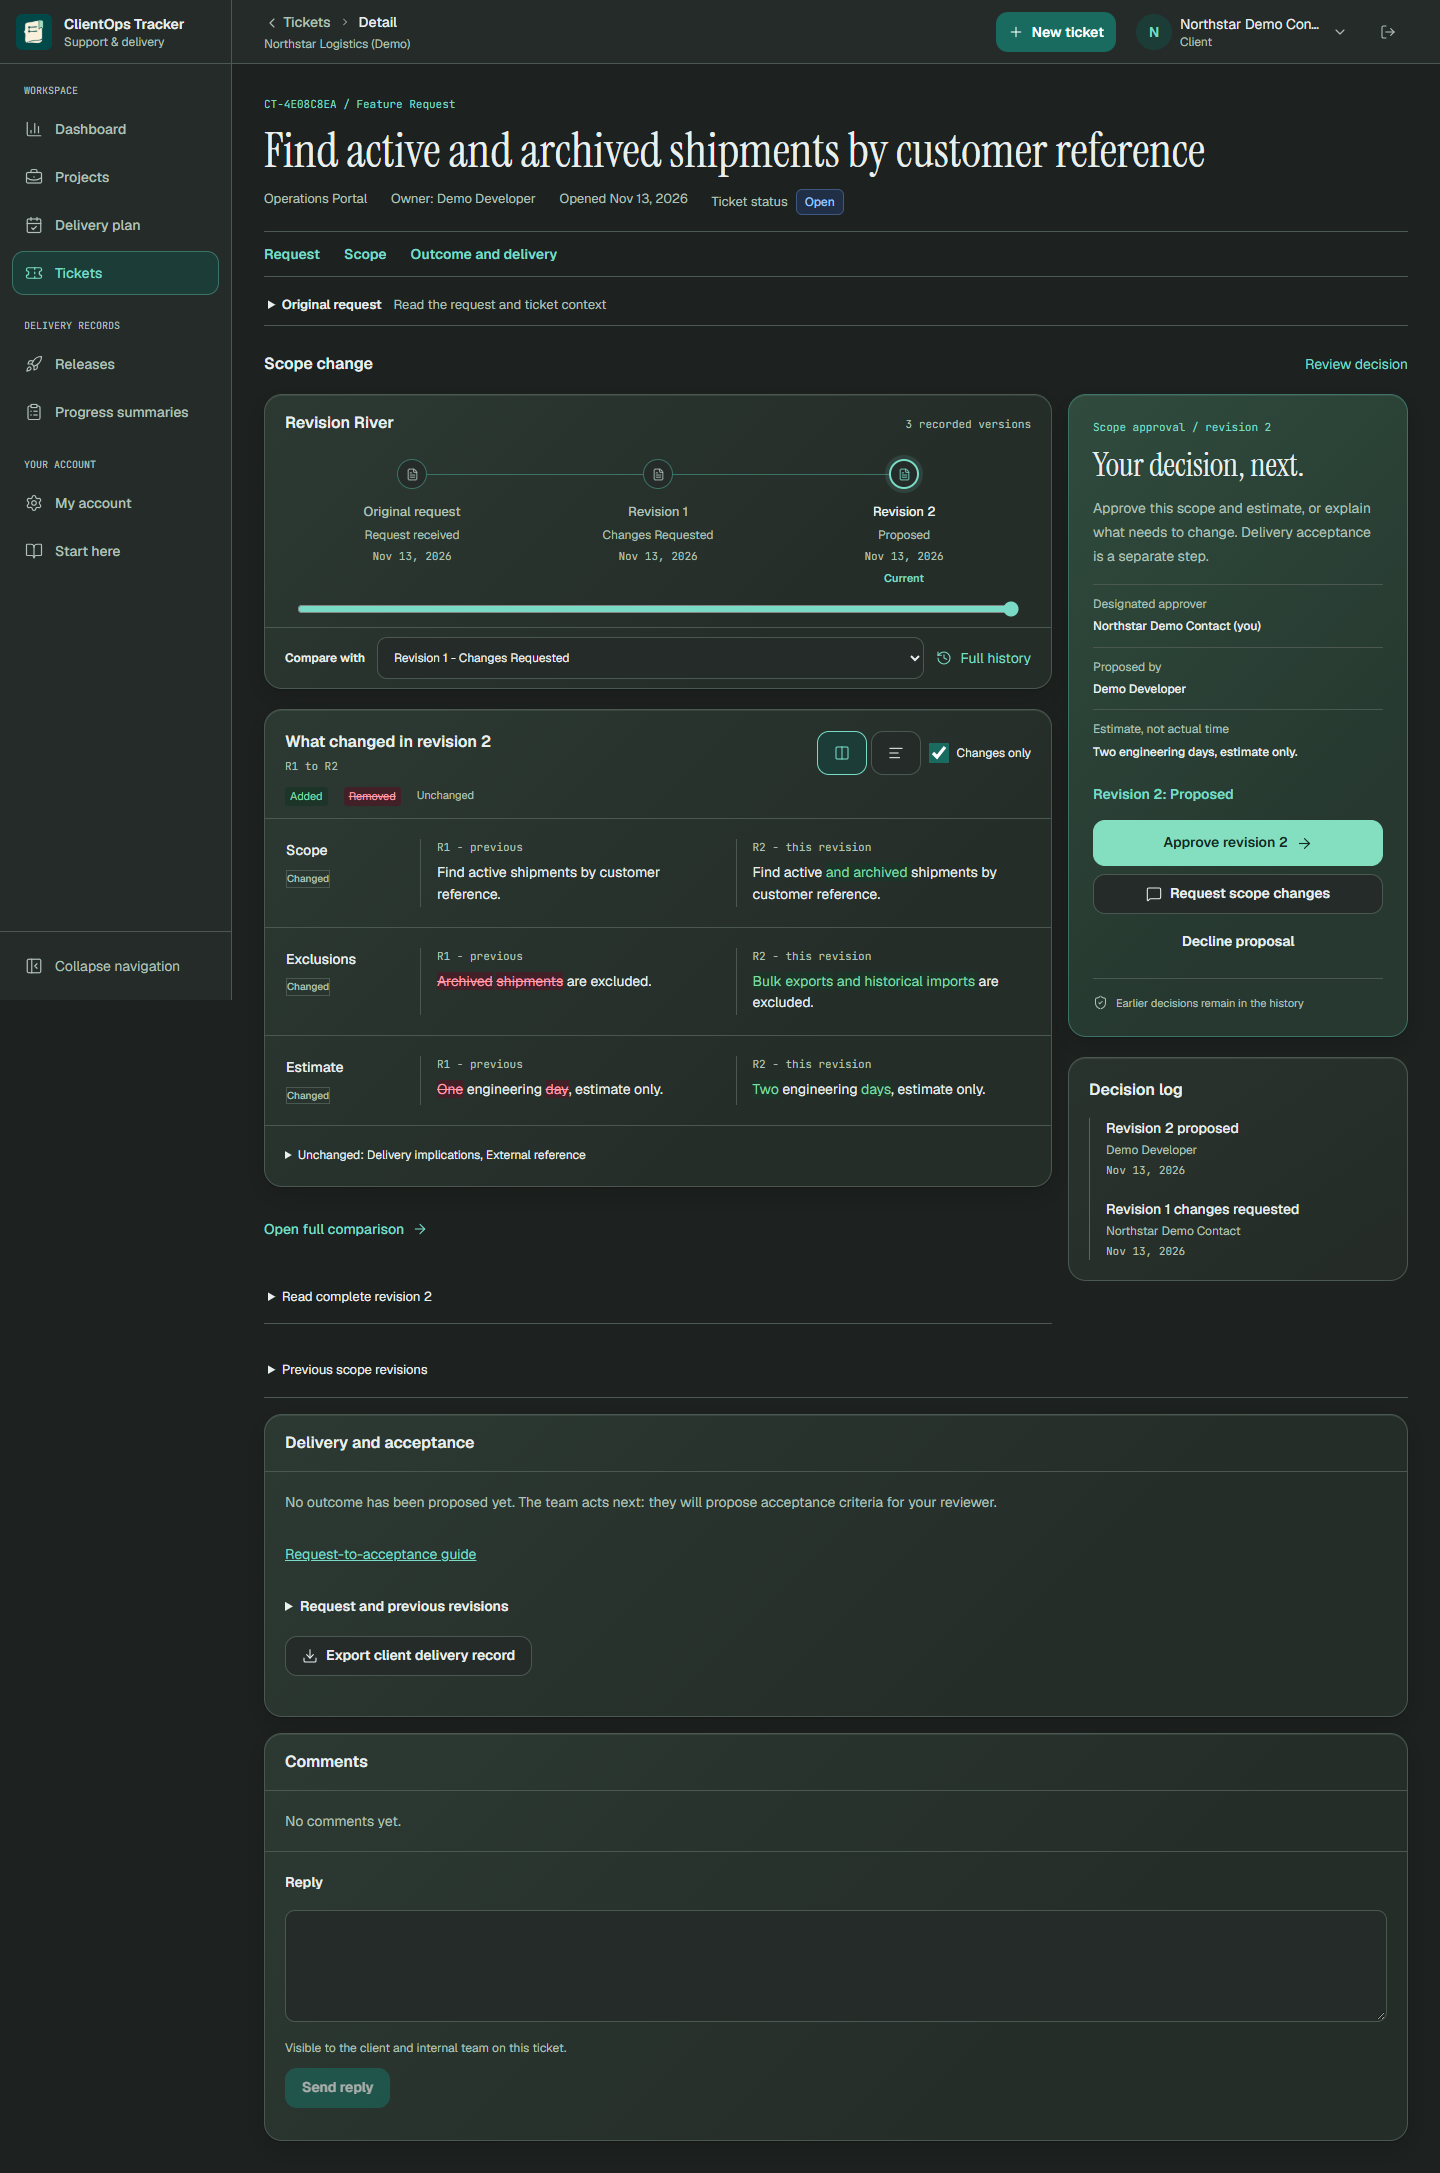 ClientOps Tracker
Support & delivery
Tickets > Detail
Northstar Logistics (Demo)
New ticket
N
Northstar Demo Con...
Client
WORKSPACE
Dashboard
Projects
Delivery plan
Tickets
DELIVERY RECORDS
Releases
Progress summaries
YOUR ACCOUNT
My account
Start here
Collapse navigation
CT-4E08C8EA / Feature Request
Find active and archived shipments by customer reference
Operations Portal
Owner: Demo Developer
Opened Nov 13, 2026
Ticket status
Open
Request
Scope
Outcome and delivery
Original request
Read the request and ticket context
Scope change
Review decision
Revision River
3 recorded versions
Original request
Request received
Nov 13, 2026
Revision 1
Changes Requested
Nov 13, 2026
Revision 2
Proposed
Nov 13, 2026
Current
Compare with
Revision 1 - Changes Requested
Full history
What changed in revision 2
R1 to R2
Added
Removed
Unchanged
Changes only
Scope
Changed
R1 - previous
Find active shipments by customer
reference.
R2 - this revision
Find active and archived shipments by
customer reference.
Exclusions
Changed
R1 - previous
Archived shipments are excluded.
R2 - this revision
Bulk exports and historical imports are
excluded.
Estimate
Changed
R1 - previous
One engineering day, estimate only.
R2 - this revision
Two engineering days, estimate only.
Unchanged: Delivery implications, External reference
Open full comparison
Read complete revision 2
Previous scope revisions
Scope approval / revision 2
Your decision, next.
Approve this scope and estimate, or explain
what needs to change. Delivery acceptance
is a separate step.
Designated approver
Northstar Demo Contact (you)
Proposed by
Demo Developer
Estimate, not actual time
Two engineering days, estimate only.
Revision 2: Proposed
Approve revision 2
Request scope changes
Decline proposal
Earlier decisions remain in the history
Decision log
Revision 2 proposed
Demo Developer
Nov 13, 2026
Revision 1 changes requested
Northstar Demo Contact
Nov 13, 2026
Delivery and acceptance
No outcome has been proposed yet. The team acts next: they will propose acceptance criteria for your reviewer.
Request-to-acceptance guide
Request and previous revisions
Export client delivery record
Comments
No comments yet.
Reply
Visible to the client and internal team on this ticket.
Send reply